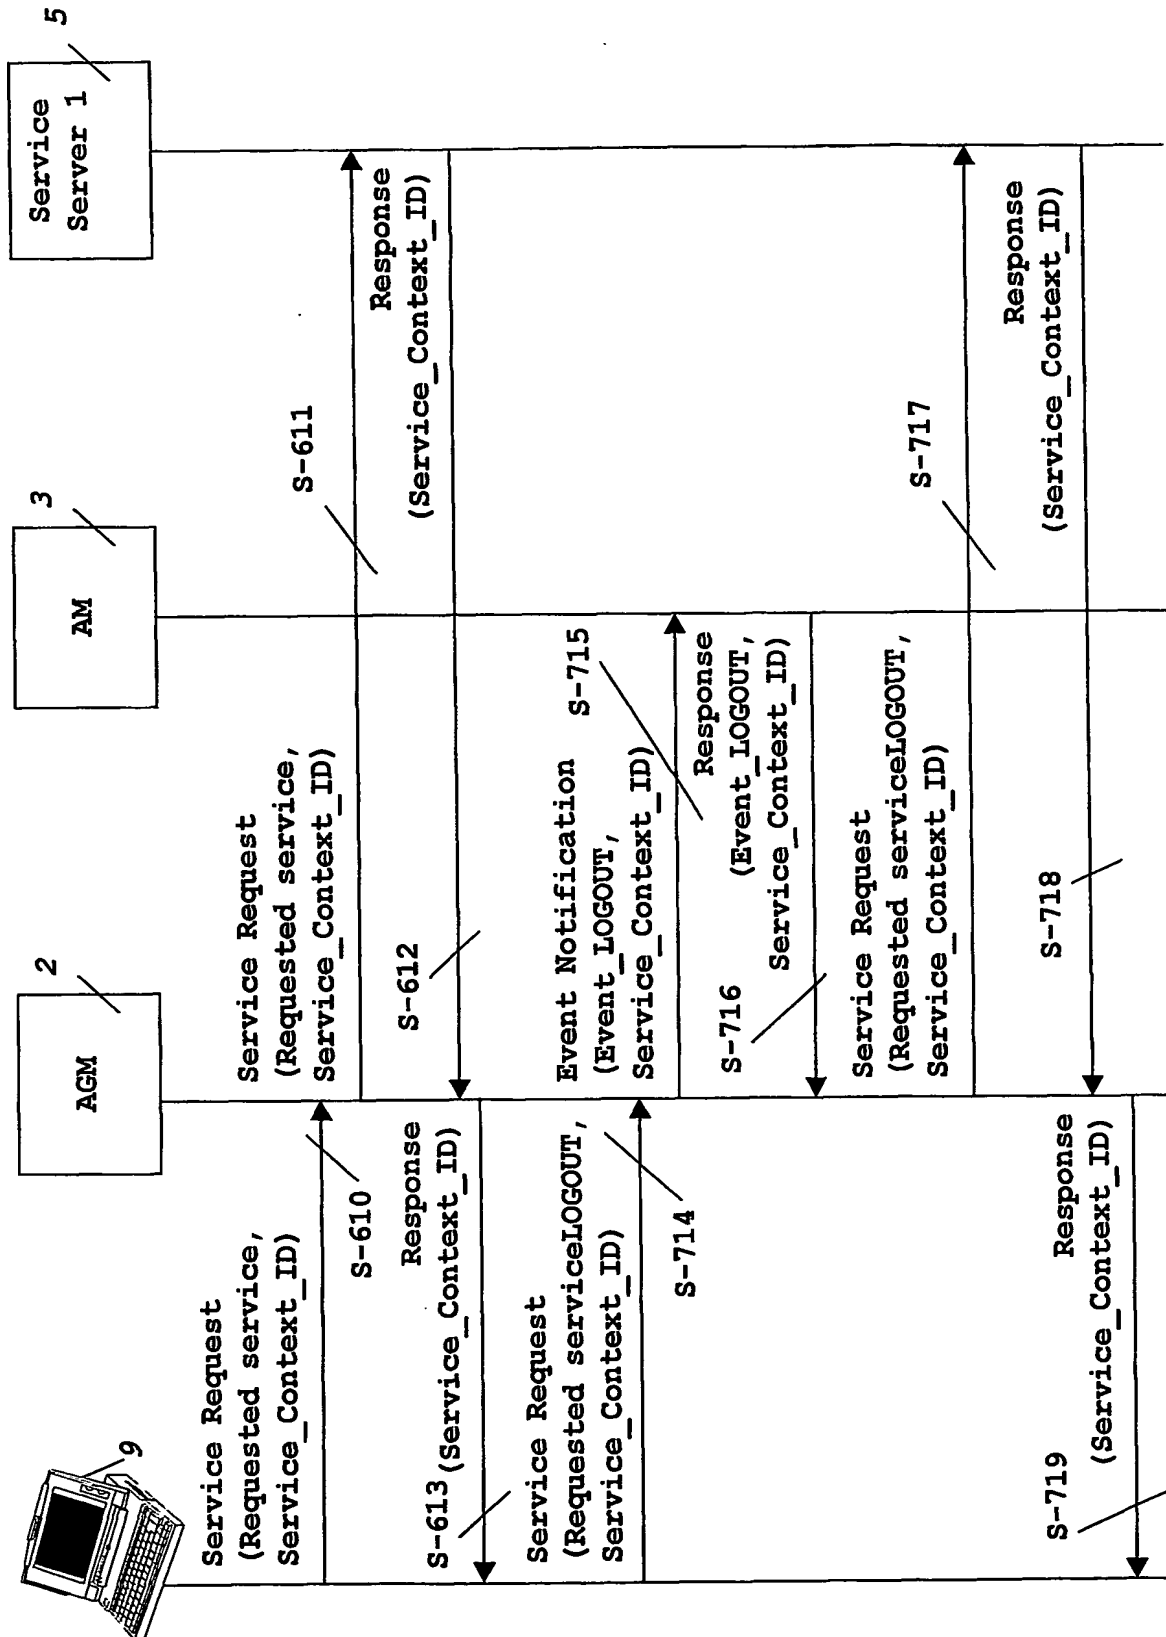 9
AGM
2
AM
3
Service
Server 1
5
Service Request
(Requested service,
Service_Context_ID)
S-610
Service Request
(Requested service,
Service_Context_ID)
S-611
Response
(Service_Context_ID)
S-612
Response
(Service_Context_ID)
S-613
Service Request
(Requested serviceLOGOUT,
Service_Context_ID)
S-714
Event Notification
(Event_LOGOUT,
Service_Context_ID)
S-715
Response
(Event_LOGOUT,
Service_Context_ID)
S-716
Service Request
(Requested serviceLOGOUT,
Service_Context_ID)
S-717
Response
(Service_Context_ID)
S-718
Response
(Service_Context_ID)
S-719